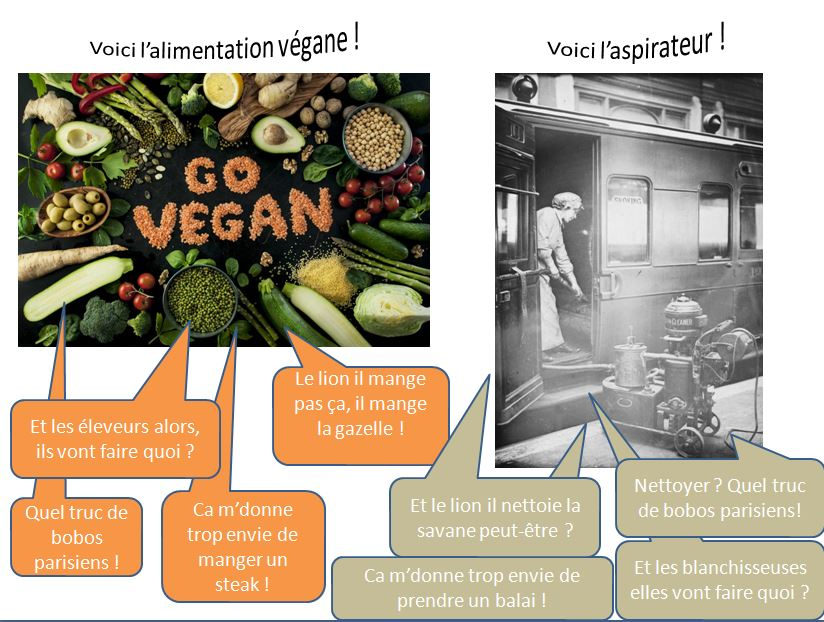 Voici l'alimentation végane !
Voici l'aspirateur !
GO
VEGAN
SMOKING
CLEANER
Le lion il mange
pas ça, il mange
la gazelle !
Et les éleveurs alors,
ils vont faire quoi ?
Quel truc de
bobos
parisiens !
Ca m'donne
trop envie de
manger un
steak !
Et le lion il nettoie la
savane peut-être ?
Nettoyer ? Quel truc
de bobos parisiens!
Ca m'donne trop envie de
prendre un balai !
Et les blanchisseuses
elles vont faire quoi ?